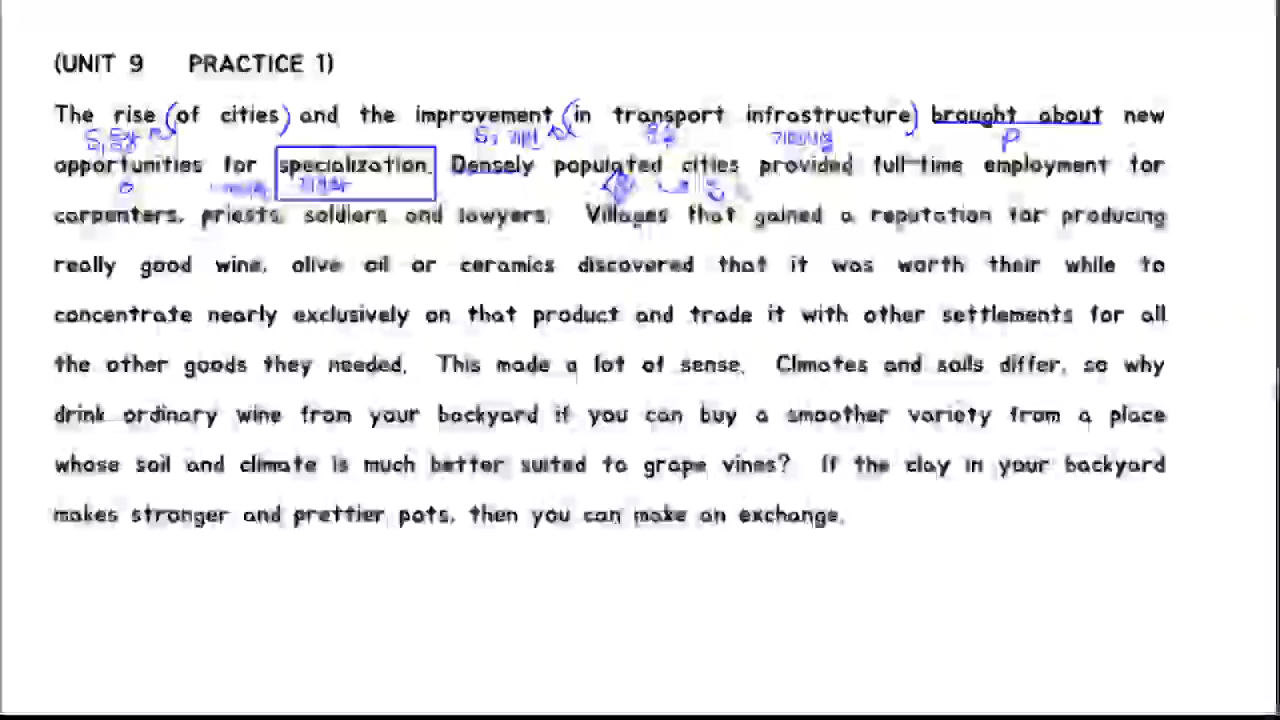 (UNIT 9 PRACTICE 1)
The rise (of cities) and the improvement (in transport infrastructure) brought about new
opportunities for specialization. Densely populated cities provided full-time employment for
carpenters, priests, soldiers and lawyers. Villages that gained a reputation for producing
really good wine, olive oil or ceramics discovered that it was worth their while to
concentrate nearly exclusively on that product and trade it with other settlements for all
the other goods they needed. This made a lot of sense. Climates and soils differ, so why
drink ordinary wine from your backyard if you can buy a smoother variety from a place
whose soil and climate is much better suited to grape vines? If the clay in your backyard
makes stronger and prettier pots, then you can make an exchange.